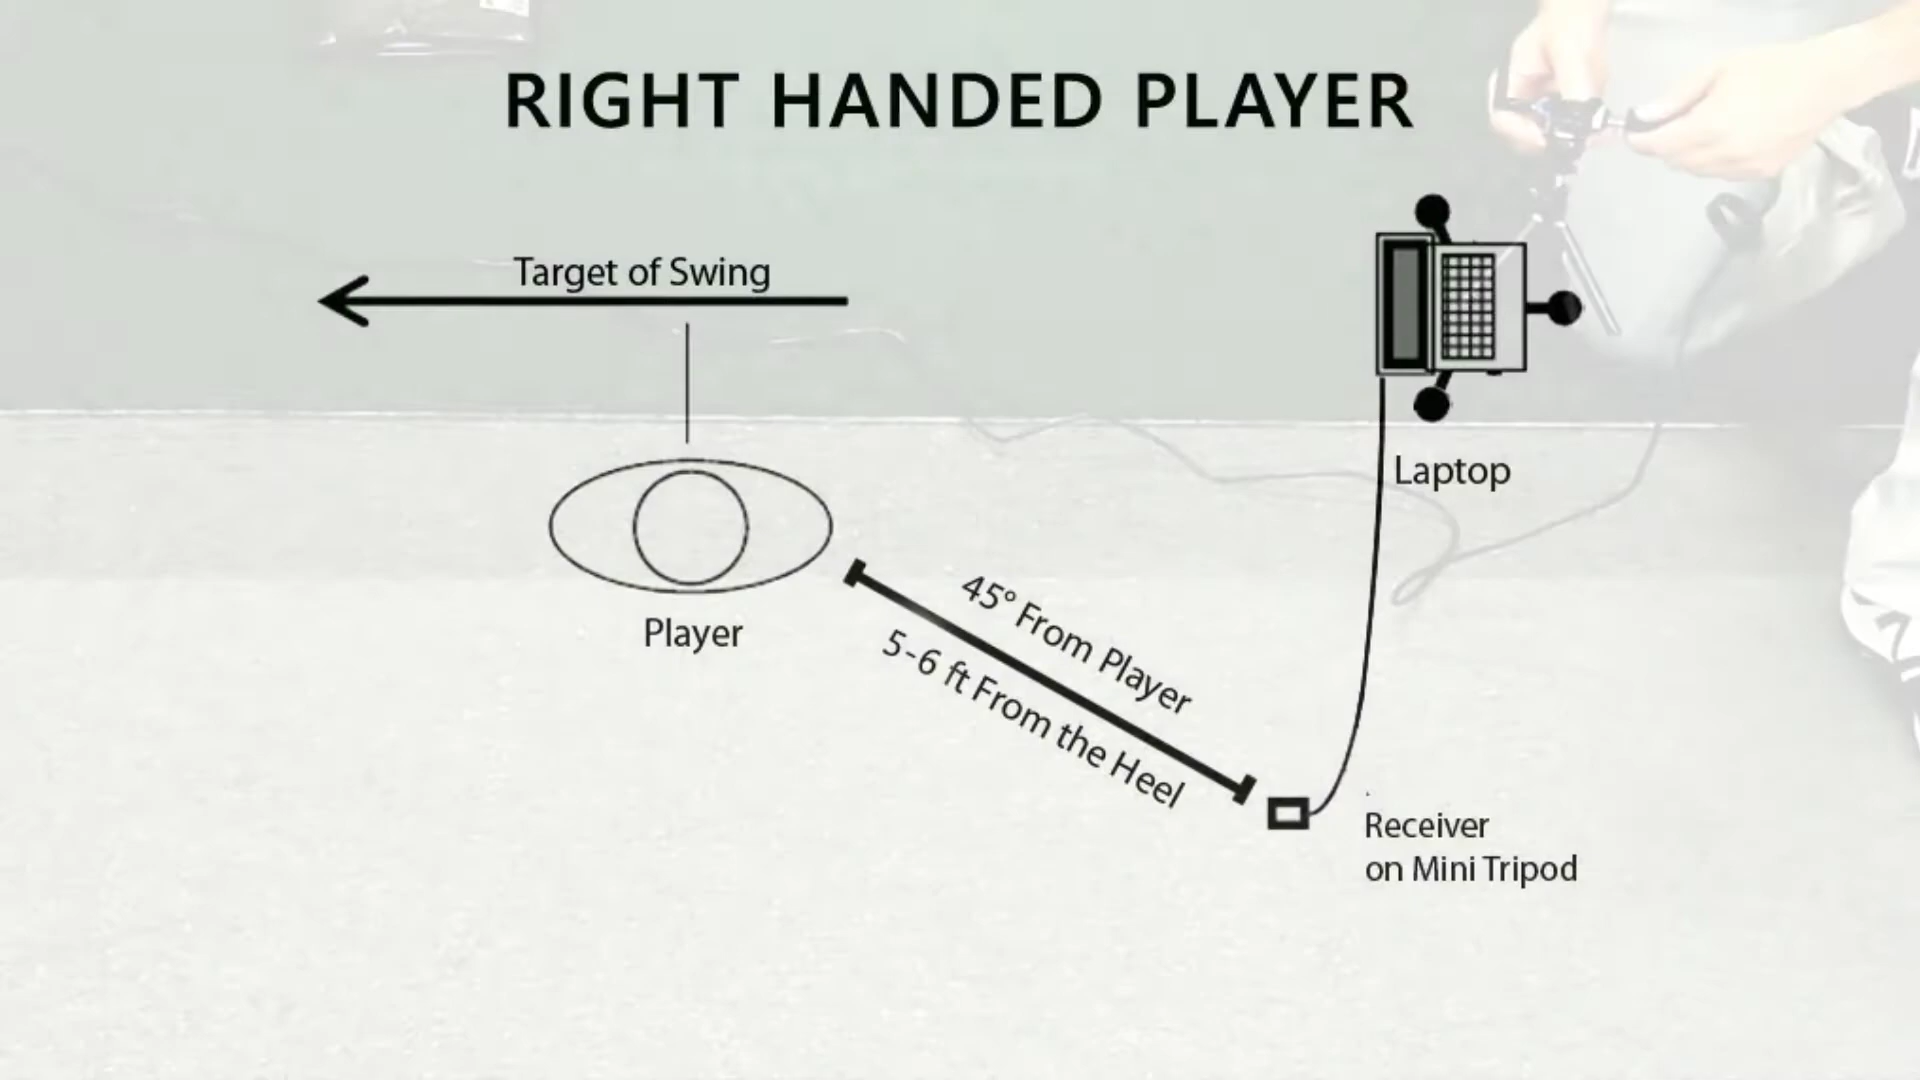 RIGHT HANDED PLAYER
Target of Swing
Laptop
Player
45° From Player
5-6 ft From the Heel
Receiver
on Mini Tripod